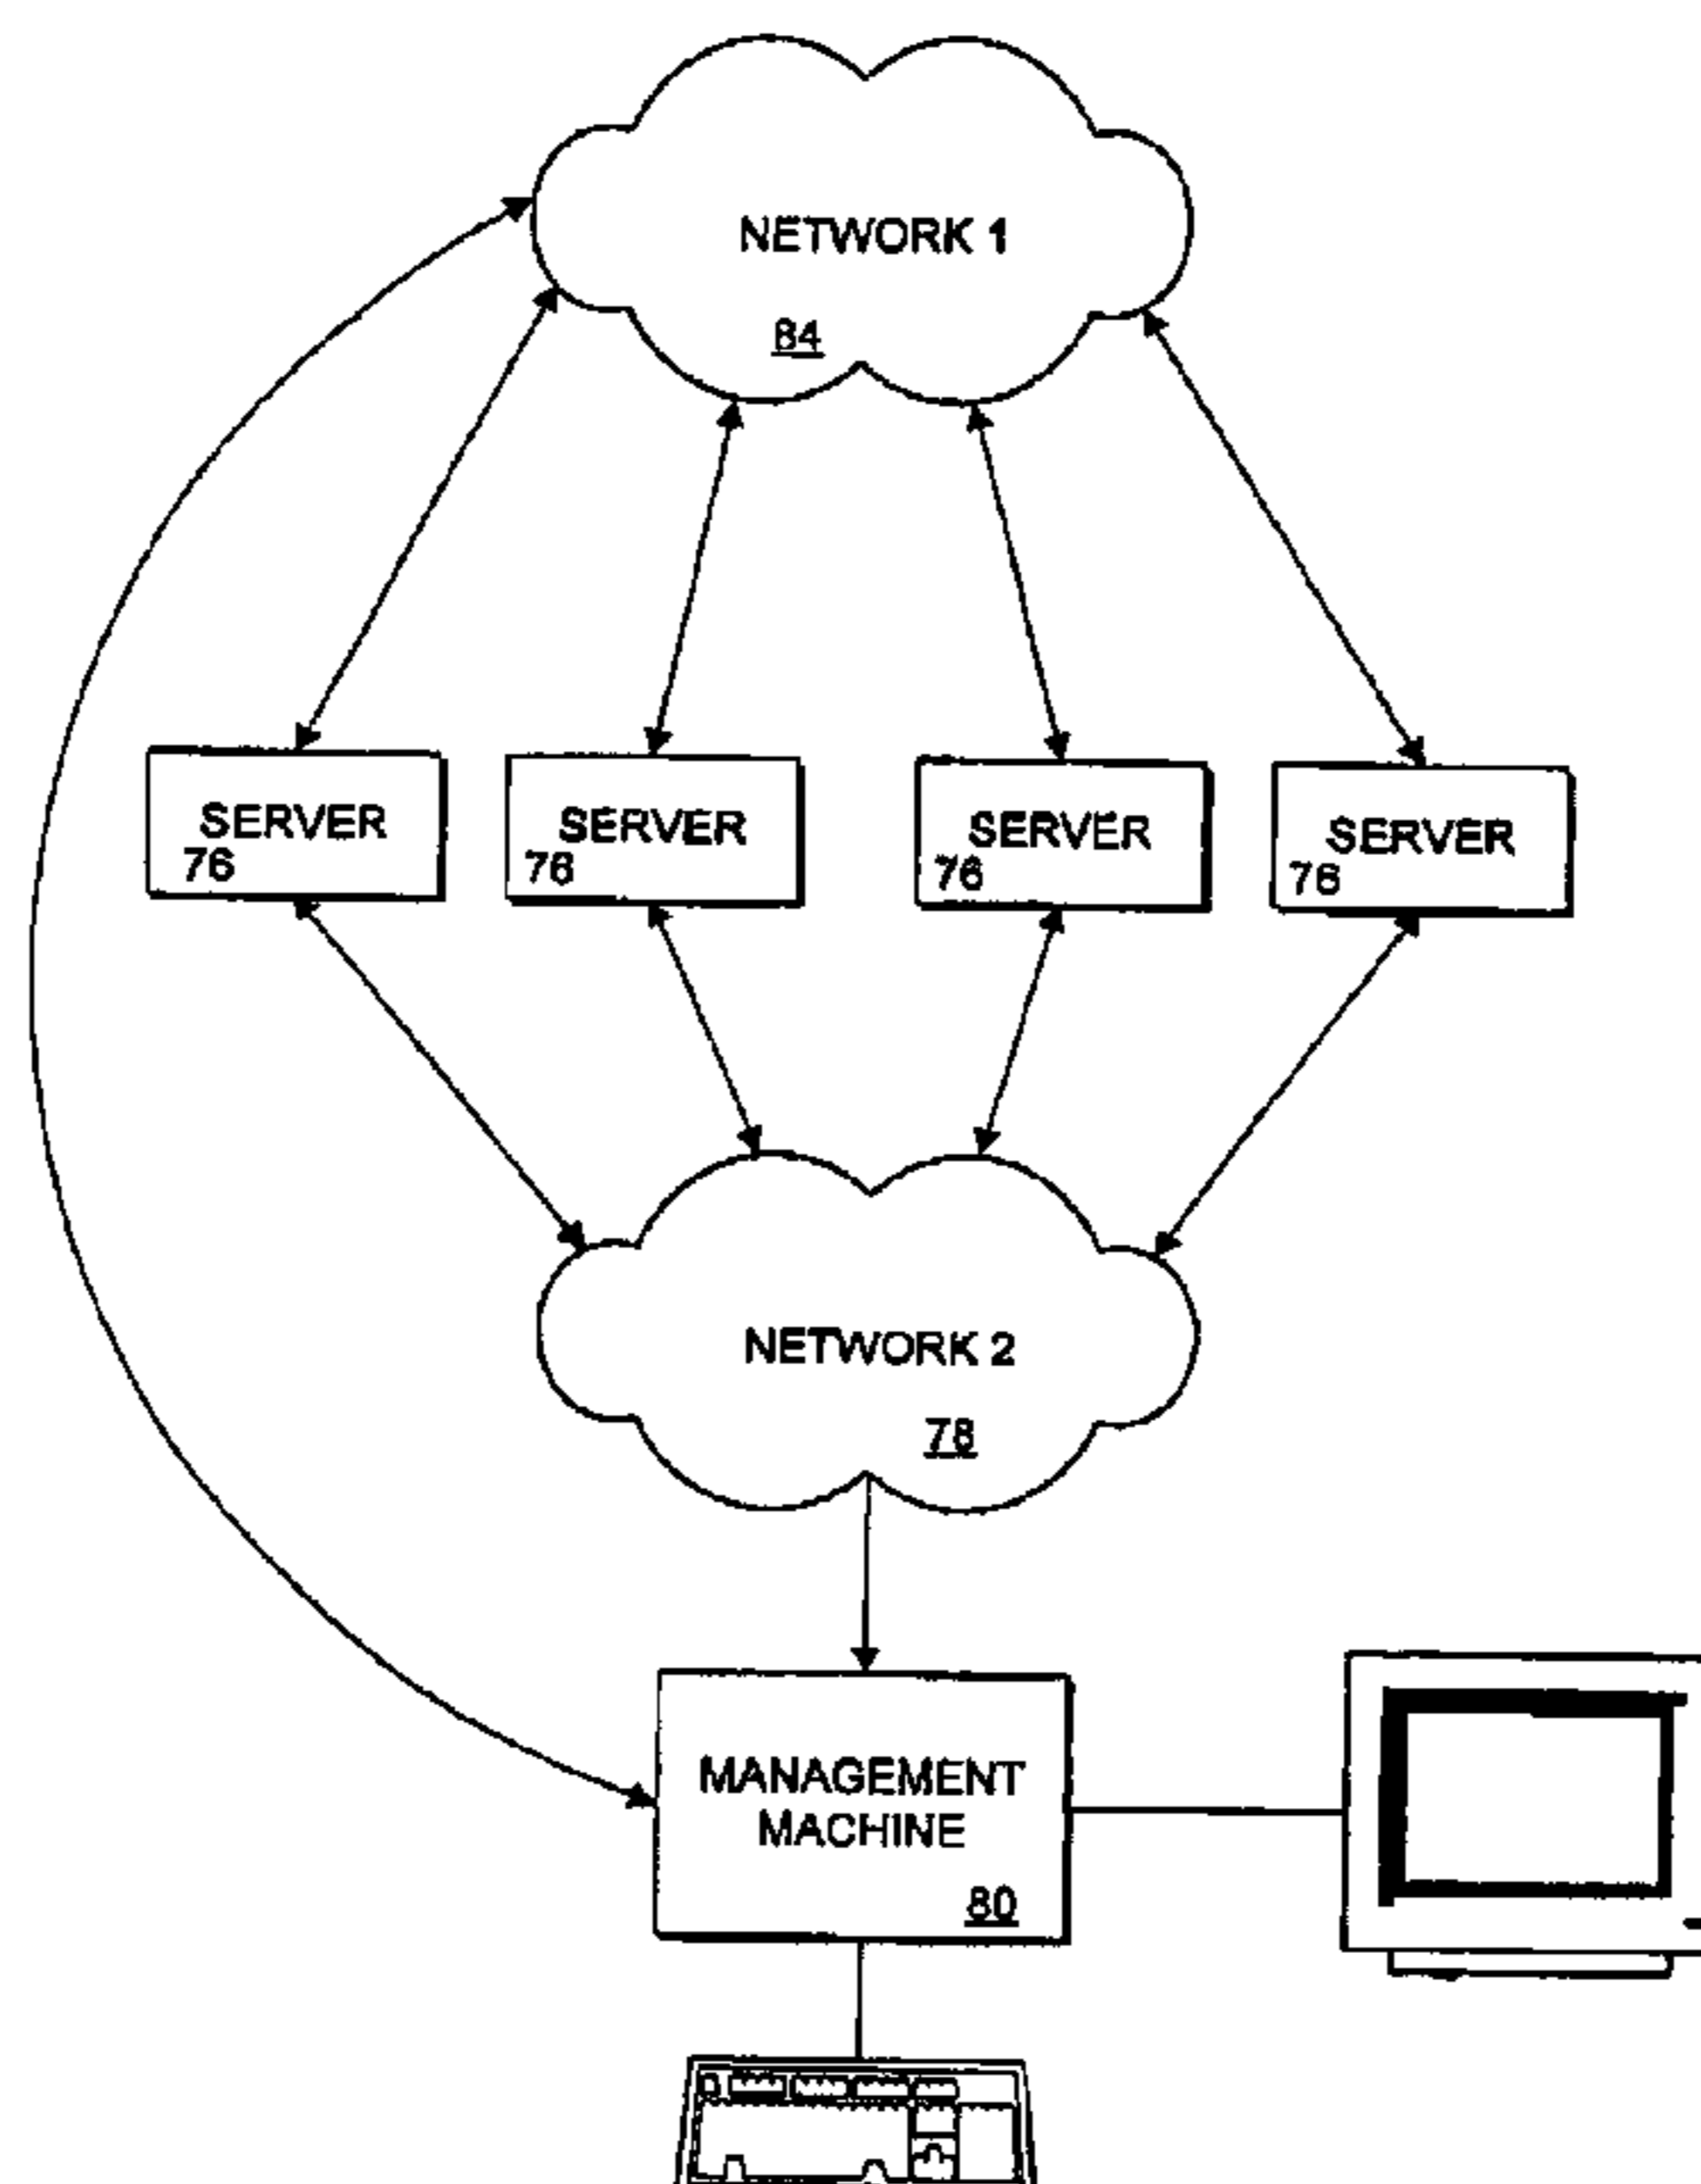 NETWORK 1
84
SERVER
76
SERVER
76
SERVER
76
SERVER
76
NETWORK 2
78
MANAGEMENT
MACHINE
80